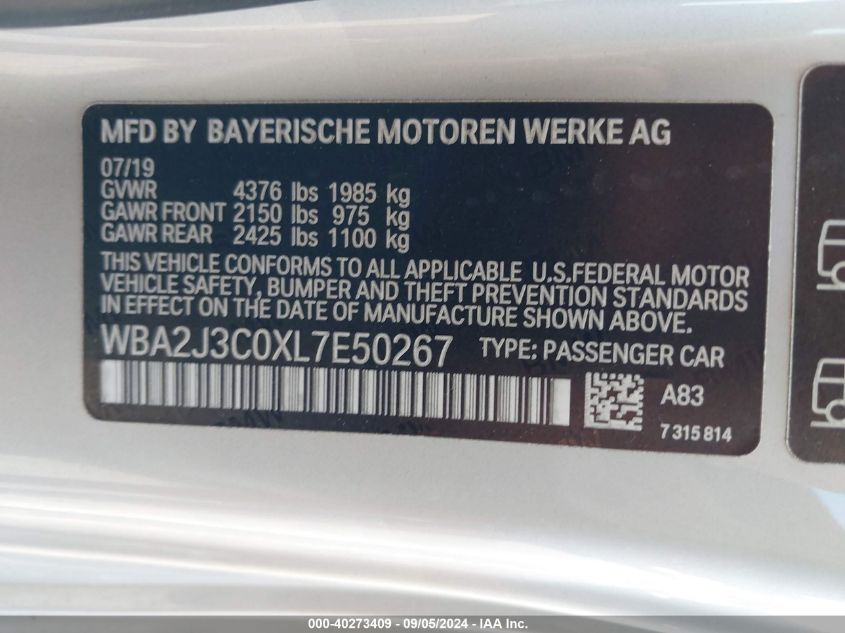 MFD BY BAYERISCHE MOTOREN WERKE AG
07/19
GVWR 4376 lbs 1985 kg
GAWR FRONT 2150 lbs 975 kg
GAWR REAR 2425 lbs 1100 kg
THIS VEHICLE CONFORMS TO ALL APPLICABLE U.S.FEDERAL MOTOR
VEHICLE SAFETY, BUMPER AND THEFT PREVENTION STANDARDS
IN EFFECT ON THE DATE OF MANUFACTURE SHOWN ABOVE.
WBA2J3C0XL7E50267 TYPE: PASSENGER CAR
A83
7 315 814
000-40273409 - 09/05/2024 - IAA Inc.